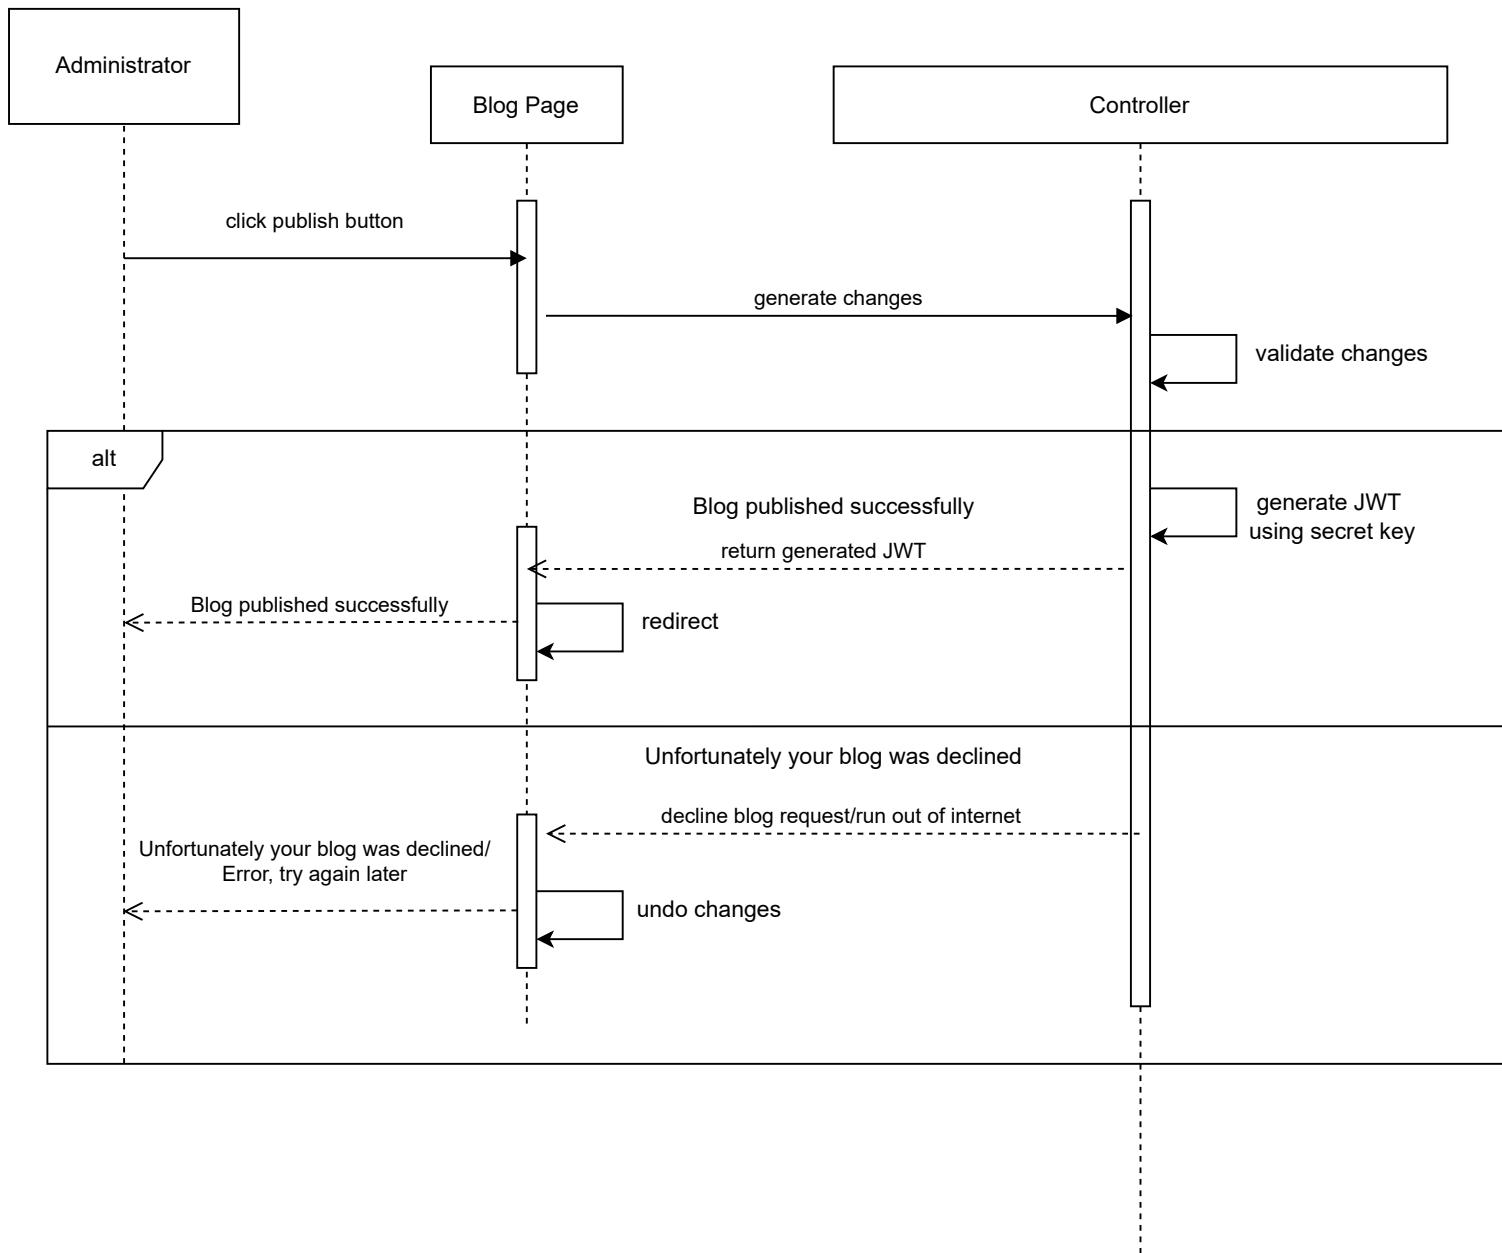 Administrator
Blog Page
Controller
click publish button
generate changes
validate changes
alt
Blog published successfully
generate JWT
using secret key
return generated JWT
Blog published successfully
redirect
Unfortunately your blog was declined
decline blog request/run out of internet
Unfortunately your blog was declined/
Error, try again later
undo changes